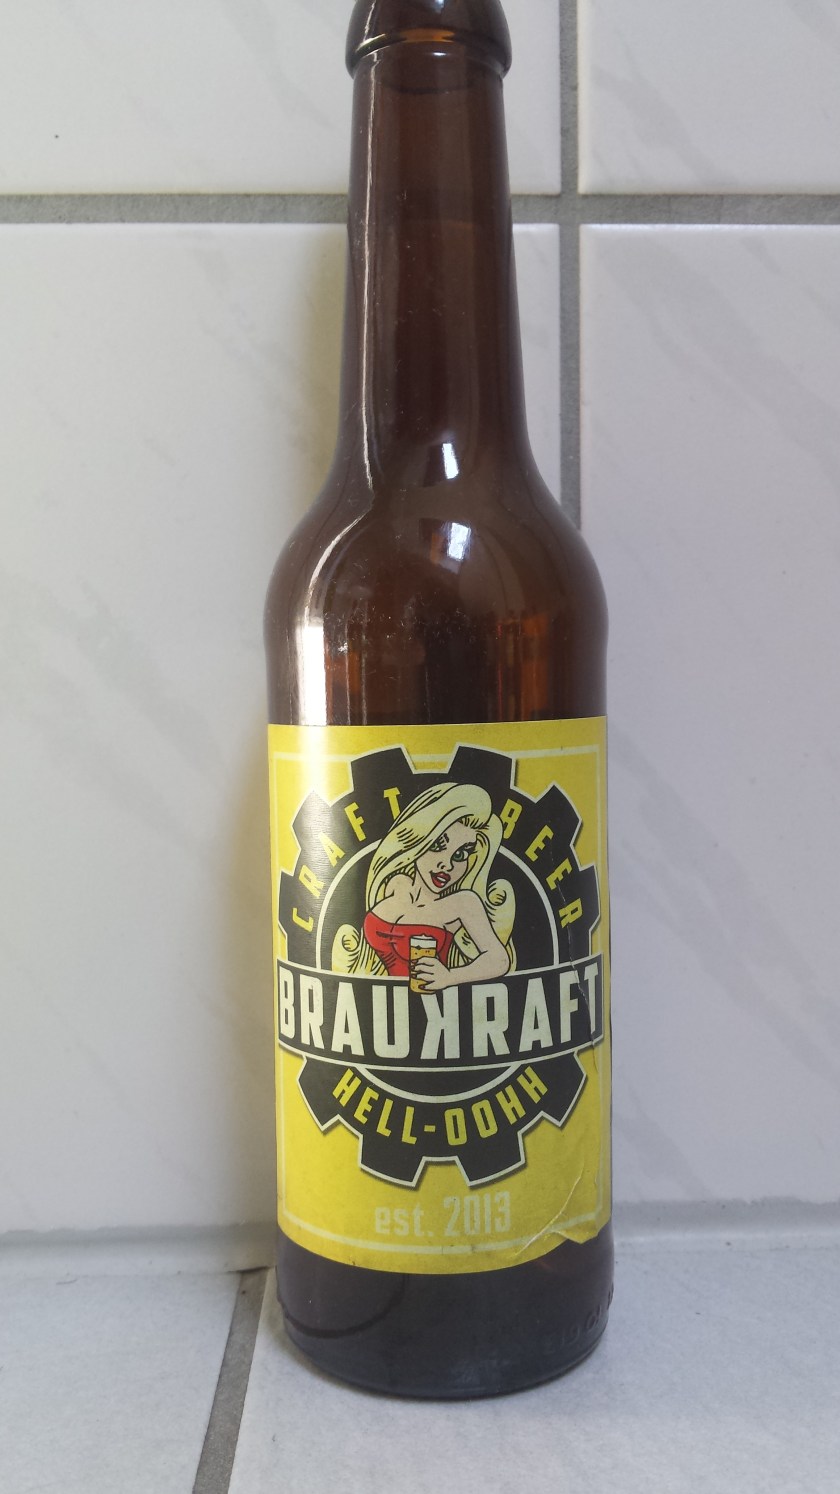 CRAFT BEER
BRAUKRAFT
HELL-OOHH
est. 2013